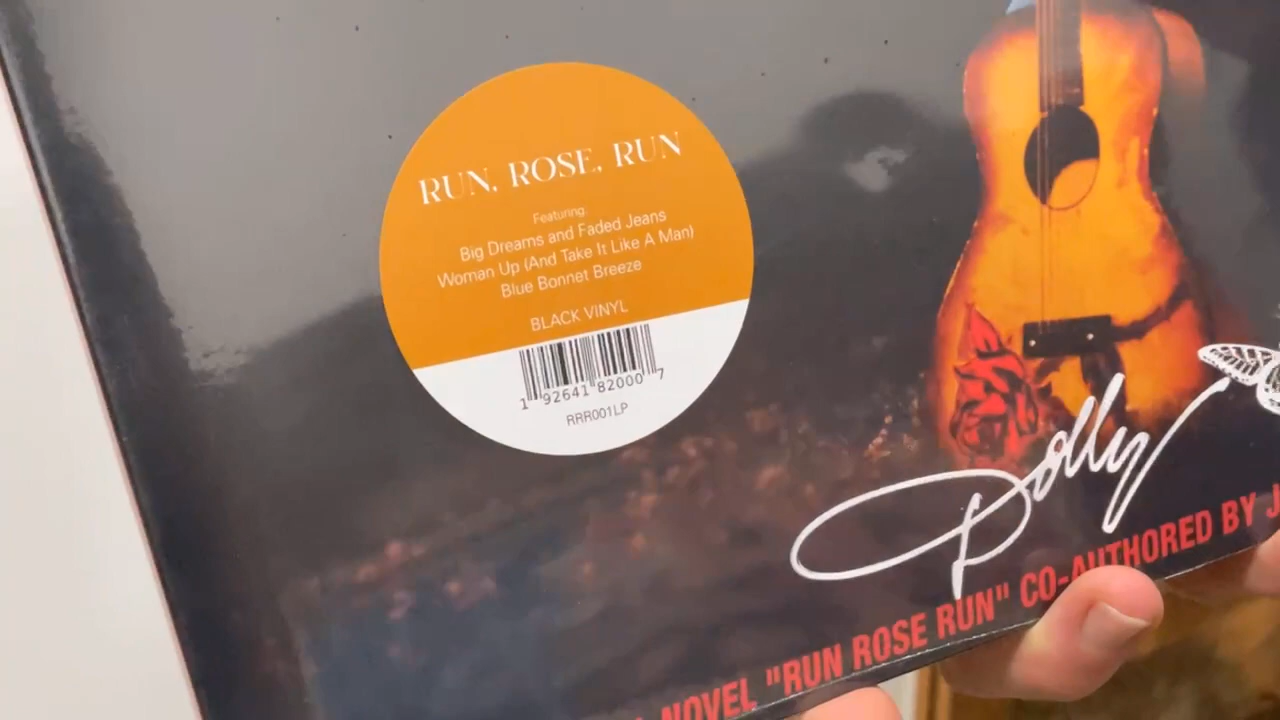 RUN, ROSE, RUN
Featuring:
Big Dreams and Faded Jeans
Woman Up (And Take It Like A Man)
Blue Bonnet Breeze
BLACK VINYL
1 92641 82000 7
RRR001LP
Dolly
NOVEL "RUN ROSE RUN" CO-AUTHORED BY J